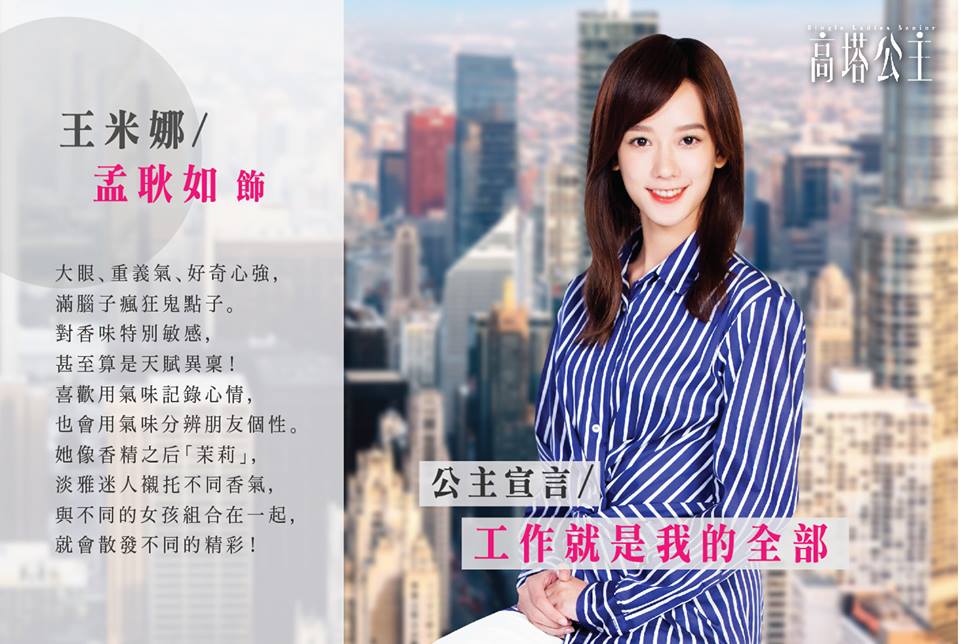 Single Ladies Senior
高塔公主
王米娜/
孟耿如 飾
大眼、重義氣、好奇心強,
滿腦子瘋狂鬼點子。
對香味特別敏感,
甚至算是天賦異稟!
喜歡用氣味記錄心情,
也會用氣味分辨朋友個性。
她像香精之后「茉莉」,
淡雅迷人襯托不同香氣,
與不同的女孩組合在一起,
就會散發不同的精彩!
公主宣言/
工作就是我的全部